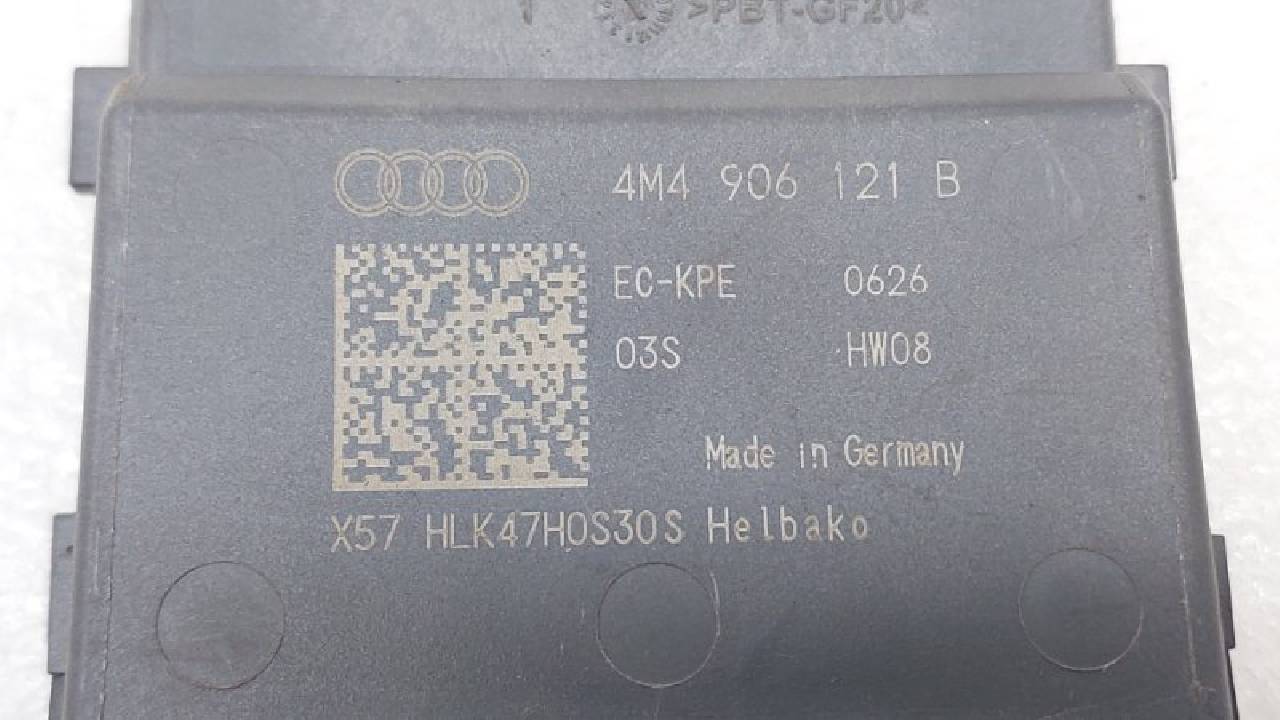 >PBT-GF20<
4M4 906 121 B
EC-KPE 0626
03S HW08
Made in Germany
X57 HLK47H0S30S Helbako